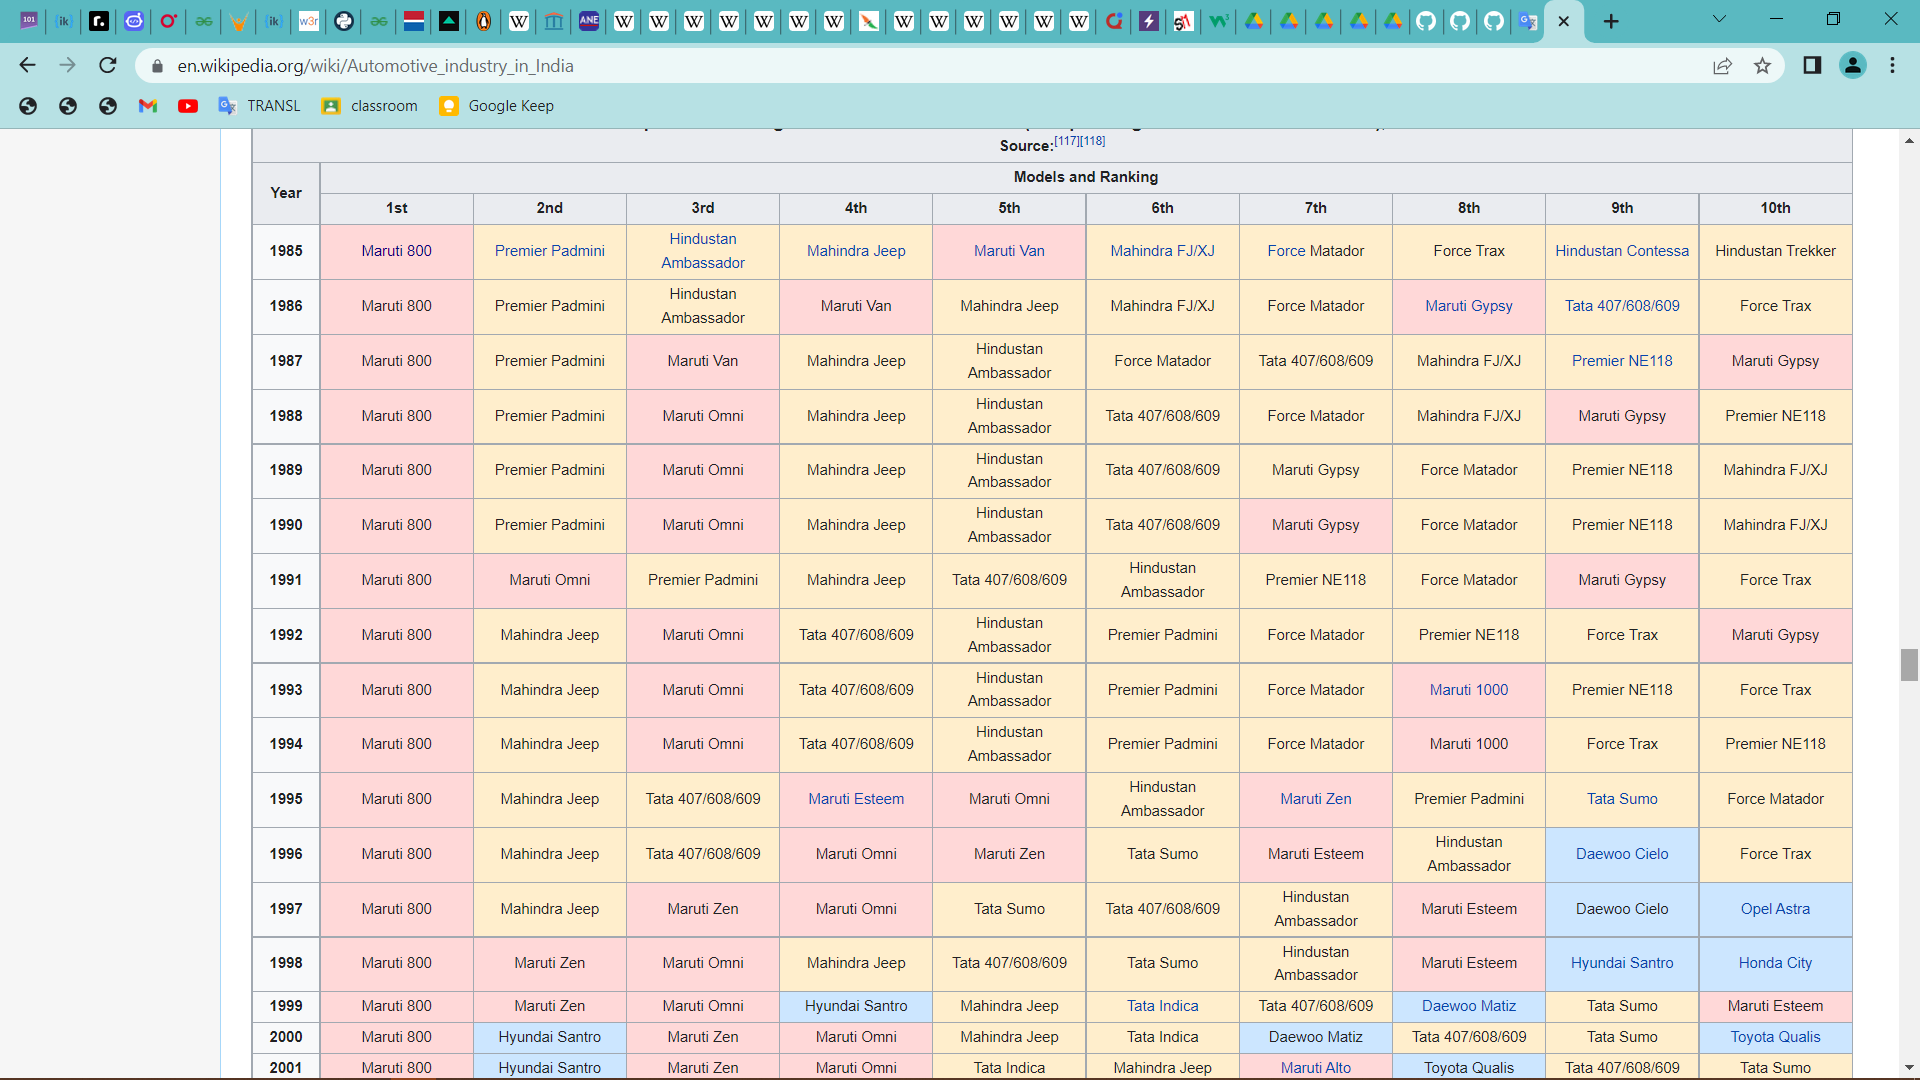 en.wikipedia.org/wiki/Automotive_industry_in_India
TRANSL classroom Google Keep
Source:[117][118]
Year Models and Ranking
1st 2nd 3rd 4th 5th 6th 7th 8th 9th 10th
1985 Maruti 800 Premier Padmini Hindustan Ambassador Mahindra Jeep Maruti Van Mahindra FJ/XJ Force Matador Force Trax Hindustan Contessa Hindustan Trekker
1986 Maruti 800 Premier Padmini Hindustan Ambassador Maruti Van Mahindra Jeep Mahindra FJ/XJ Force Matador Maruti Gypsy Tata 407/608/609 Force Trax
1987 Maruti 800 Premier Padmini Maruti Van Mahindra Jeep Hindustan Ambassador Force Matador Tata 407/608/609 Mahindra FJ/XJ Premier NE118 Maruti Gypsy
1988 Maruti 800 Premier Padmini Maruti Omni Mahindra Jeep Hindustan Ambassador Tata 407/608/609 Force Matador Mahindra FJ/XJ Maruti Gypsy Premier NE118
1989 Maruti 800 Premier Padmini Maruti Omni Mahindra Jeep Hindustan Ambassador Tata 407/608/609 Maruti Gypsy Force Matador Premier NE118 Mahindra FJ/XJ
1990 Maruti 800 Premier Padmini Maruti Omni Mahindra Jeep Hindustan Ambassador Tata 407/608/609 Maruti Gypsy Force Matador Premier NE118 Mahindra FJ/XJ
1991 Maruti 800 Maruti Omni Premier Padmini Mahindra Jeep Tata 407/608/609 Hindustan Ambassador Premier NE118 Force Matador Maruti Gypsy Force Trax
1992 Maruti 800 Mahindra Jeep Maruti Omni Tata 407/608/609 Hindustan Ambassador Premier Padmini Force Matador Premier NE118 Force Trax Maruti Gypsy
1993 Maruti 800 Mahindra Jeep Maruti Omni Tata 407/608/609 Hindustan Ambassador Premier Padmini Force Matador Maruti 1000 Premier NE118 Force Trax
1994 Maruti 800 Mahindra Jeep Maruti Omni Tata 407/608/609 Hindustan Ambassador Premier Padmini Force Matador Maruti 1000 Force Trax Premier NE118
1995 Maruti 800 Mahindra Jeep Tata 407/608/609 Maruti Esteem Maruti Omni Hindustan Ambassador Maruti Zen Premier Padmini Tata Sumo Force Matador
1996 Maruti 800 Mahindra Jeep Tata 407/608/609 Maruti Omni Maruti Zen Tata Sumo Maruti Esteem Hindustan Ambassador Daewoo Cielo Force Trax
1997 Maruti 800 Mahindra Jeep Maruti Zen Maruti Omni Tata Sumo Tata 407/608/609 Hindustan Ambassador Maruti Esteem Daewoo Cielo Opel Astra
1998 Maruti 800 Maruti Zen Maruti Omni Mahindra Jeep Tata 407/608/609 Tata Sumo Hindustan Ambassador Maruti Esteem Hyundai Santro Honda City
1999 Maruti 800 Maruti Zen Maruti Omni Hyundai Santro Mahindra Jeep Tata Indica Tata 407/608/609 Daewoo Matiz Tata Sumo Maruti Esteem
2000 Maruti 800 Hyundai Santro Maruti Zen Maruti Omni Mahindra Jeep Tata Indica Daewoo Matiz Tata 407/608/609 Tata Sumo Toyota Qualis
2001 Maruti 800 Hyundai Santro Maruti Zen Maruti Omni Tata Indica Mahindra Jeep Maruti Alto Toyota Qualis Tata 407/608/609 Tata Sumo